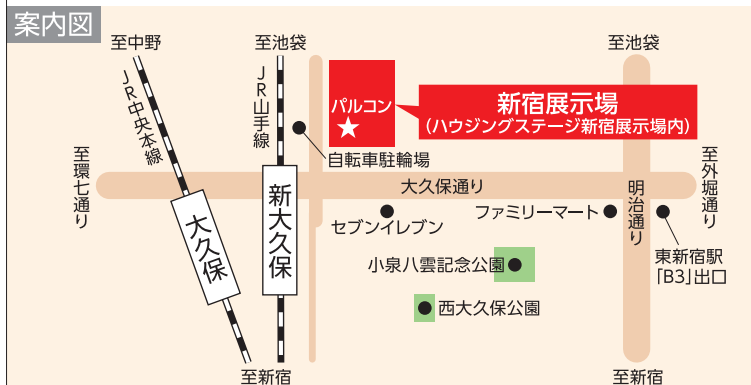 案内図
至中野
至池袋
至池袋
JR中央本線
JR山手線
パルコン
新宿展示場
(ハウジングステージ新宿展示場内)
自転車駐輪場
至環七通り
大久保通り
明治通り
至外堀通り
大久保
新大久保
セブンイレブン
ファミリーマート
東新宿駅
「B3」出口
小泉八雲記念公園
西大久保公園
至新宿
至新宿